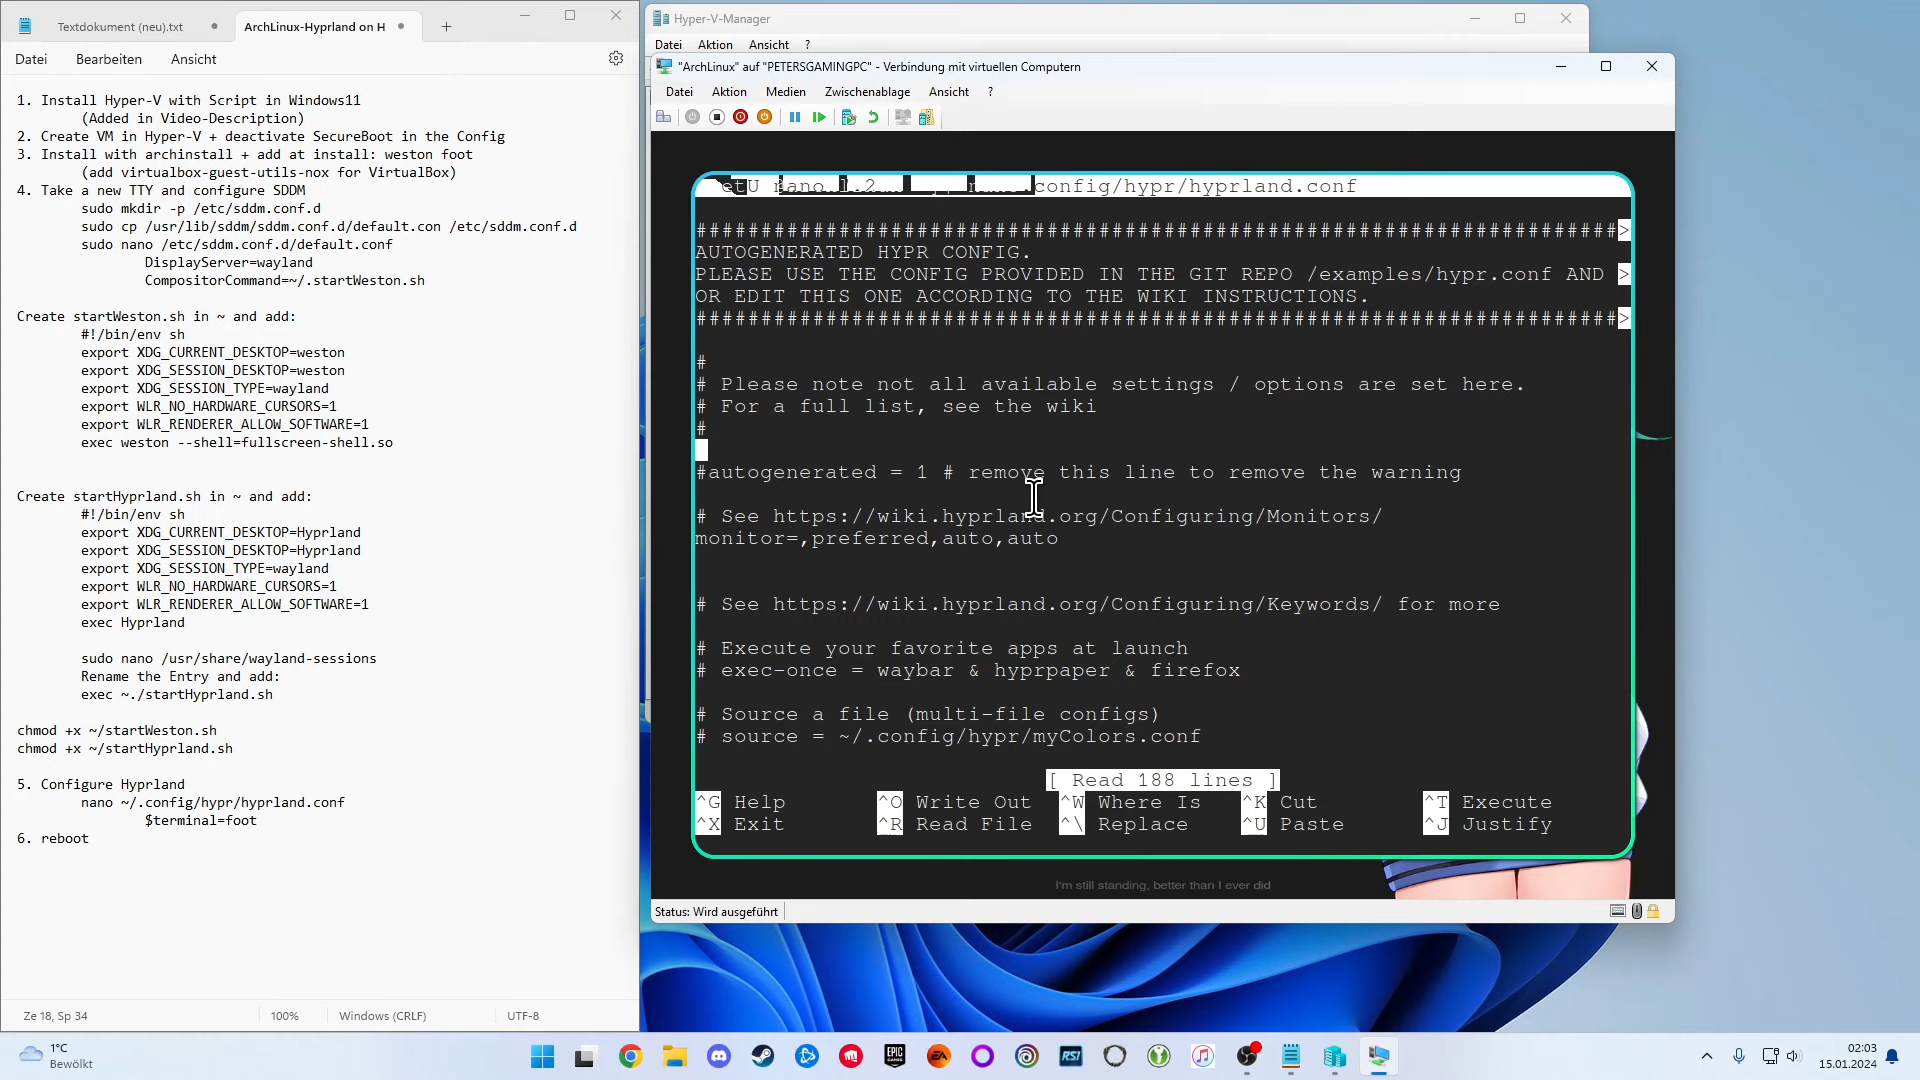 Textdokument (neu).txt
ArchLinux-Hyprland on H
Datei Bearbeiten Ansicht
1. Install Hyper-V with Script in Windows11
(Added in Video-Description)
2. Create VM in Hyper-V + deactivate SecureBoot in the Config
3. Install with archinstall + add at install: weston foot
(add virtualbox-guest-utils-nox for VirtualBox)
4. Take a new TTY and configure SDDM
sudo mkdir -p /etc/sddm.conf.d
sudo cp /usr/lib/sddm/sddm.conf.d/default.con /etc/sddm.conf.d
sudo nano /etc/sddm.conf.d/default.conf
DisplayServer=wayland
CompositorCommand=~/.startWeston.sh
Create startWeston.sh in ~ and add:
#!/bin/env sh
export XDG_CURRENT_DESKTOP=weston
export XDG_SESSION_DESKTOP=weston
export XDG_SESSION_TYPE=wayland
export WLR_NO_HARDWARE_CURSORS=1
export WLR_RENDERER_ALLOW_SOFTWARE=1
exec weston --shell=fullscreen-shell.so
Create startHyprland.sh in ~ and add:
#!/bin/env sh
export XDG_CURRENT_DESKTOP=Hyprland
export XDG_SESSION_DESKTOP=Hyprland
export XDG_SESSION_TYPE=wayland
export WLR_NO_HARDWARE_CURSORS=1
export WLR_RENDERER_ALLOW_SOFTWARE=1
exec Hyprland
sudo nano /usr/share/wayland-sessions
Rename the Entry and add:
exec ~./startHyprland.sh
chmod +x ~/startWeston.sh
chmod +x ~/startHyprland.sh
5. Configure Hyprland
nano ~/.config/hypr/hyprland.conf
$terminal=foot
6. reboot
Ze 18, Sp 34 100% Windows (CRLF) UTF-8
Hyper-V-Manager
Datei Aktion Ansicht ?
"ArchLinux" auf "PETERSGAMINGPC" - Verbindung mit virtuellen Computern
Datei Aktion Medien Zwischenablage Ansicht ?
config/hypr/hyprland.conf
#######################################################################>
AUTOGENERATED HYPR CONFIG.
PLEASE USE THE CONFIG PROVIDED IN THE GIT REPO /examples/hypr.conf AND >
OR EDIT THIS ONE ACCORDING TO THE WIKI INSTRUCTIONS.
#######################################################################>
#
# Please note not all available settings / options are set here.
# For a full list, see the wiki
#
#autogenerated = 1 # remove this line to remove the warning
# See https://wiki.hyprland.org/Configuring/Monitors/
monitor=,preferred,auto,auto
# See https://wiki.hyprland.org/Configuring/Keywords/ for more
# Execute your favorite apps at launch
# exec-once = waybar & hyprpaper & firefox
# Source a file (multi-file configs)
# source = ~/.config/hypr/myColors.conf
[ Read 188 lines ]
^G Help ^O Write Out ^W Where Is ^K Cut ^T Execute
^X Exit ^R Read File ^\ Replace ^U Paste ^J Justify
I'm still standing, better than I ever did
Status: Wird ausgeführt
1°C
Bewölkt
EPIC
GAMES
EA
RSI
02:03
15.01.2024